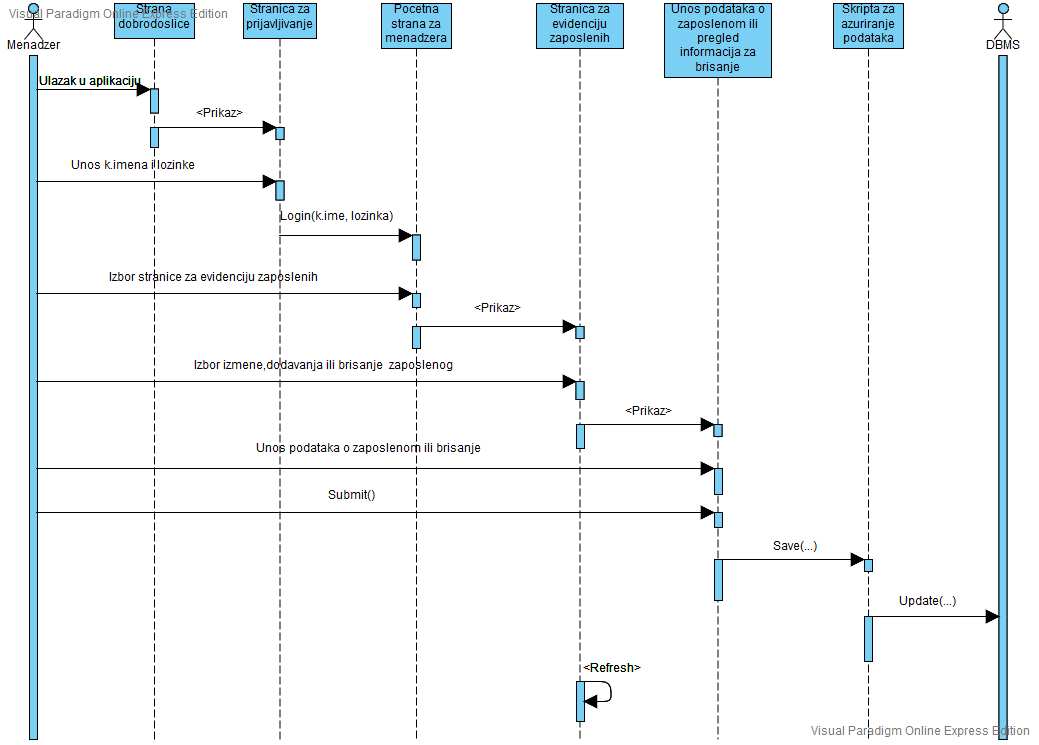 Visual Paradigm Online Express Edition
Menadzer
Strana
dobrodoslice
Stranica za
prijavljivanje
Pocetna
strana za
menadzera
Stranica za
evidenciju
zaposlenih
Unos podataka o
zaposlenom ili
pregled
informacija za
brisanje
Skripta za
azuriranje
podataka
DBMS
Ulazak u aplikaciju
<Prikaz>
Unos k.imena i lozinke
Login(k.ime, lozinka)
Izbor stranice za evidenciju zaposlenih
<Prikaz>
Izbor izmene,dodavanja ili brisanje zaposlenog
<Prikaz>
Unos podataka o zaposlenom ili brisanje
Submit()
Save(...)
Update(...)
<Refresh>
Visual Paradigm Online Express Edition